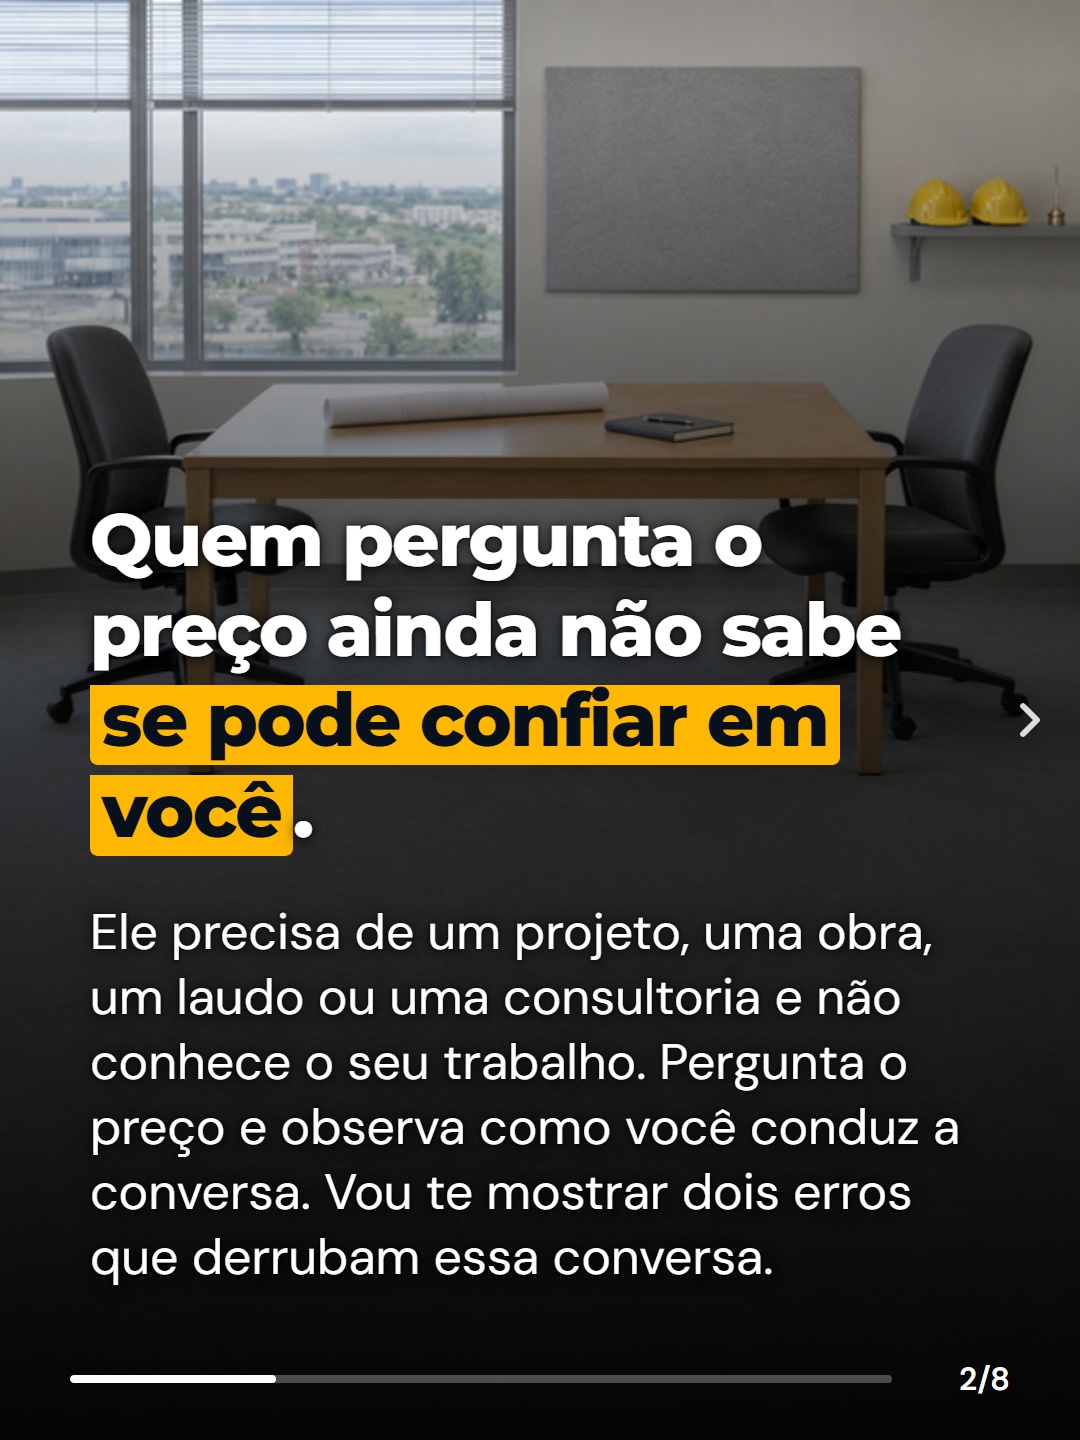 Quem pergunta o
preço ainda não sabe
se pode confiar em
você.
Ele precisa de um projeto, uma obra,
um laudo ou uma consultoria e não
conhece o seu trabalho. Pergunta o
preço e observa como você conduz a
conversa. Vou te mostrar dois erros
que derrubam essa conversa.
2/8